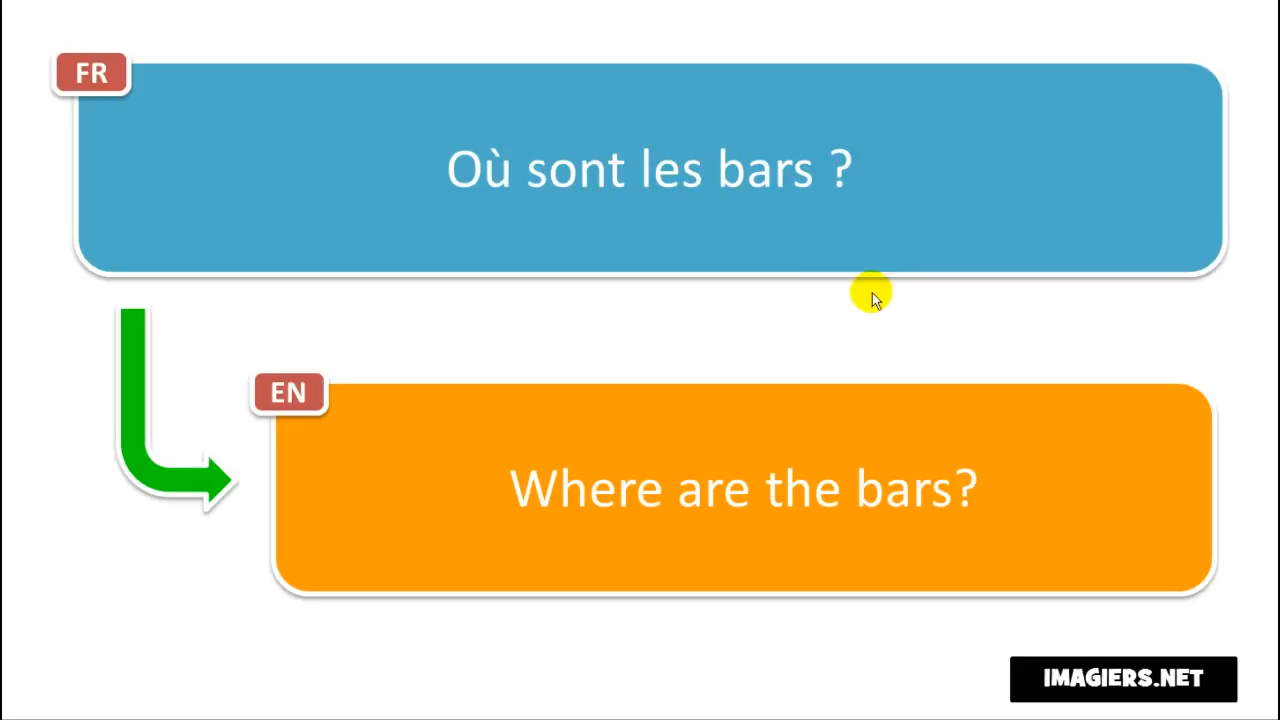 FR
Où sont les bars ?
EN
Where are the bars?
IMAGIERS.NET